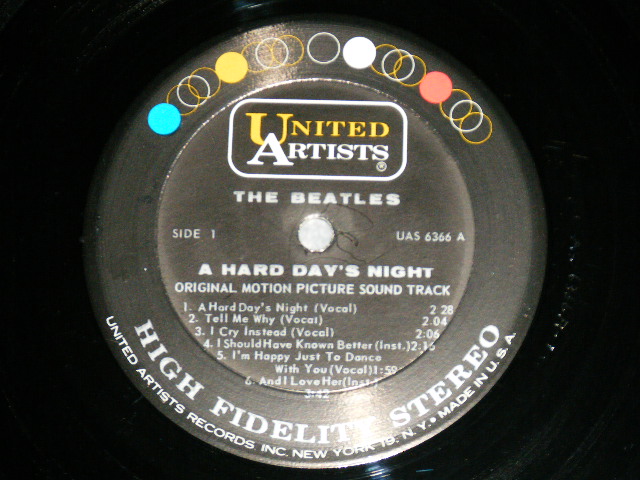 UNITED
ARTISTS®
THE BEATLES
SIDE 1
UAS 6366 A
A HARD DAY'S NIGHT
ORIGINAL MOTION PICTURE SOUND TRACK
1. A Hard Day's Night (Vocal) 2 28
2. Tell Me Why (Vocal) 2.04
3. I Cry Instead (Vocal) 2:06
4. I Should Have Known Better (Inst.) 2:16
5. I'm Happy Just To Dance
With You (Vocal) 1:59
6. And I Love Her (Inst.)
3:42
HIGH FIDELITY STEREO
UNITED ARTISTS RECORDS, INC. NEW YORK 19, N.Y. • MADE IN U.S.A.